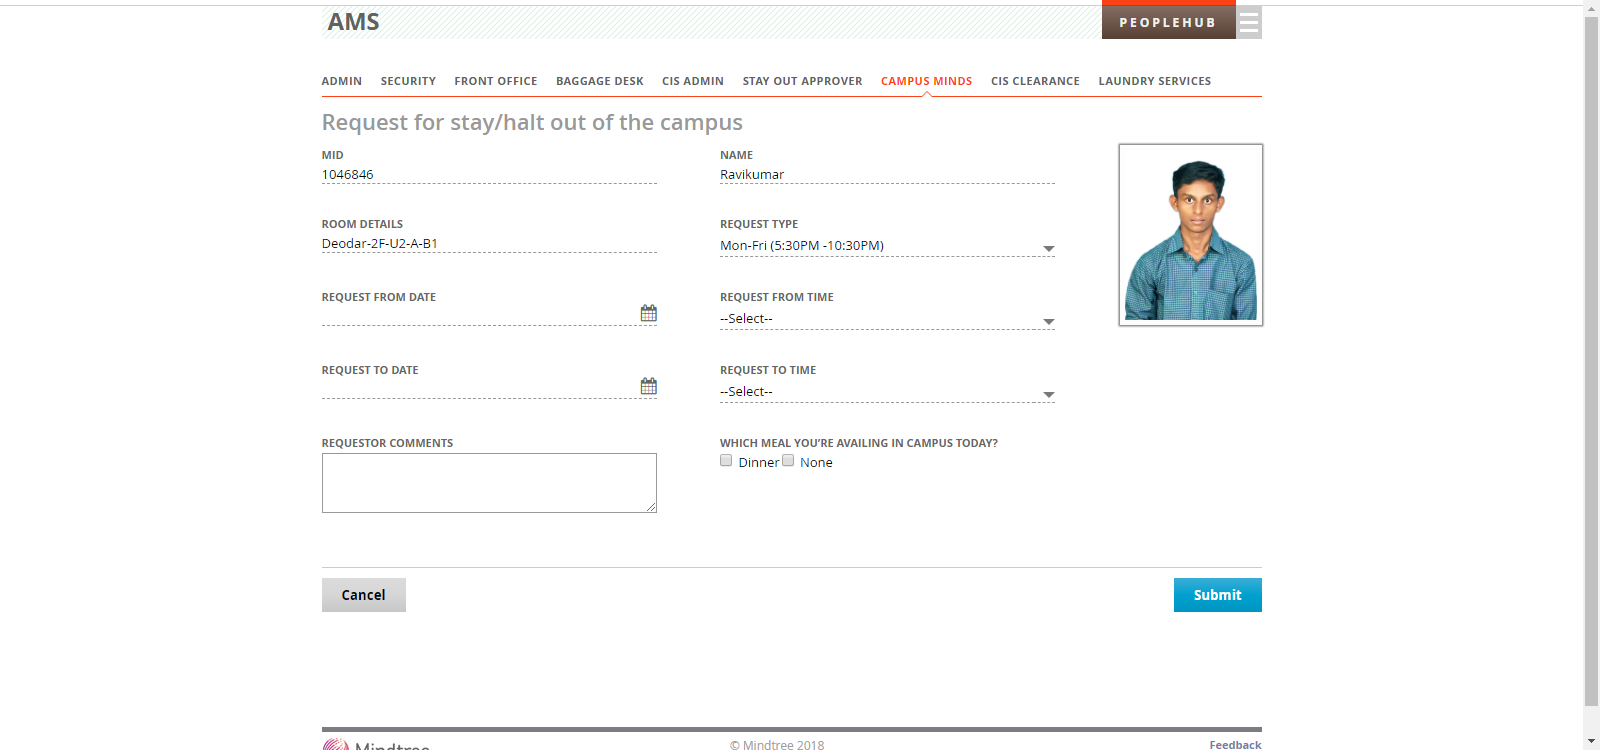 AMS
PEOPLEHUB
ADMIN SECURITY FRONT OFFICE BAGGAGE DESK CIS ADMIN STAY OUT APPROVER CAMPUS MINDS CIS CLEARANCE LAUNDRY SERVICES
Request for stay/halt out of the campus
MID
1046846
NAME
Ravikumar
ROOM DETAILS
Deodar-2F-U2-A-B1
REQUEST TYPE
Mon-Fri (5:30PM -10:30PM)
REQUEST FROM DATE
REQUEST FROM TIME
--Select--
REQUEST TO DATE
REQUEST TO TIME
--Select--
REQUESTOR COMMENTS
WHICH MEAL YOU’RE AVAILING IN CAMPUS TODAY?
Dinner None
Cancel
Submit
Mindtree
© Mindtree 2018
Feedback